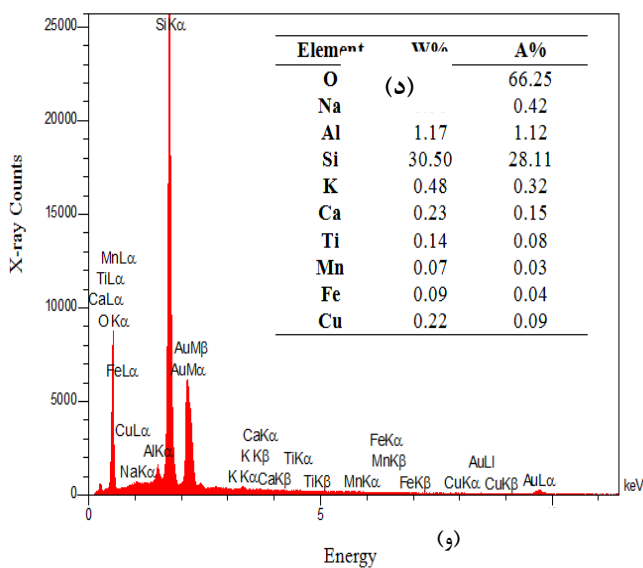 25000
20000
15000
10000
5000
0
X-ray Counts
SiKα
Element W% A%
O 66.25
(د)
Na 0.42
Al 1.17 1.12
Si 30.50 28.11
K 0.48 0.32
Ca 0.23 0.15
Ti 0.14 0.08
Mn 0.07 0.03
Fe 0.09 0.04
Cu 0.22 0.09
MnLα
TiLα
CaLα
OKα
FeLα
CuLα
AlKα
NaKα
AuMβ
AuMα
CaKα
K Kβ
K Kα
CaKβ
TiKα
TiKβ
FeKα
MnKβ
MnKα
FeKβ
AuLl
CuKα
CuKβ
AuLα
0 5 keV
Energy
(و)